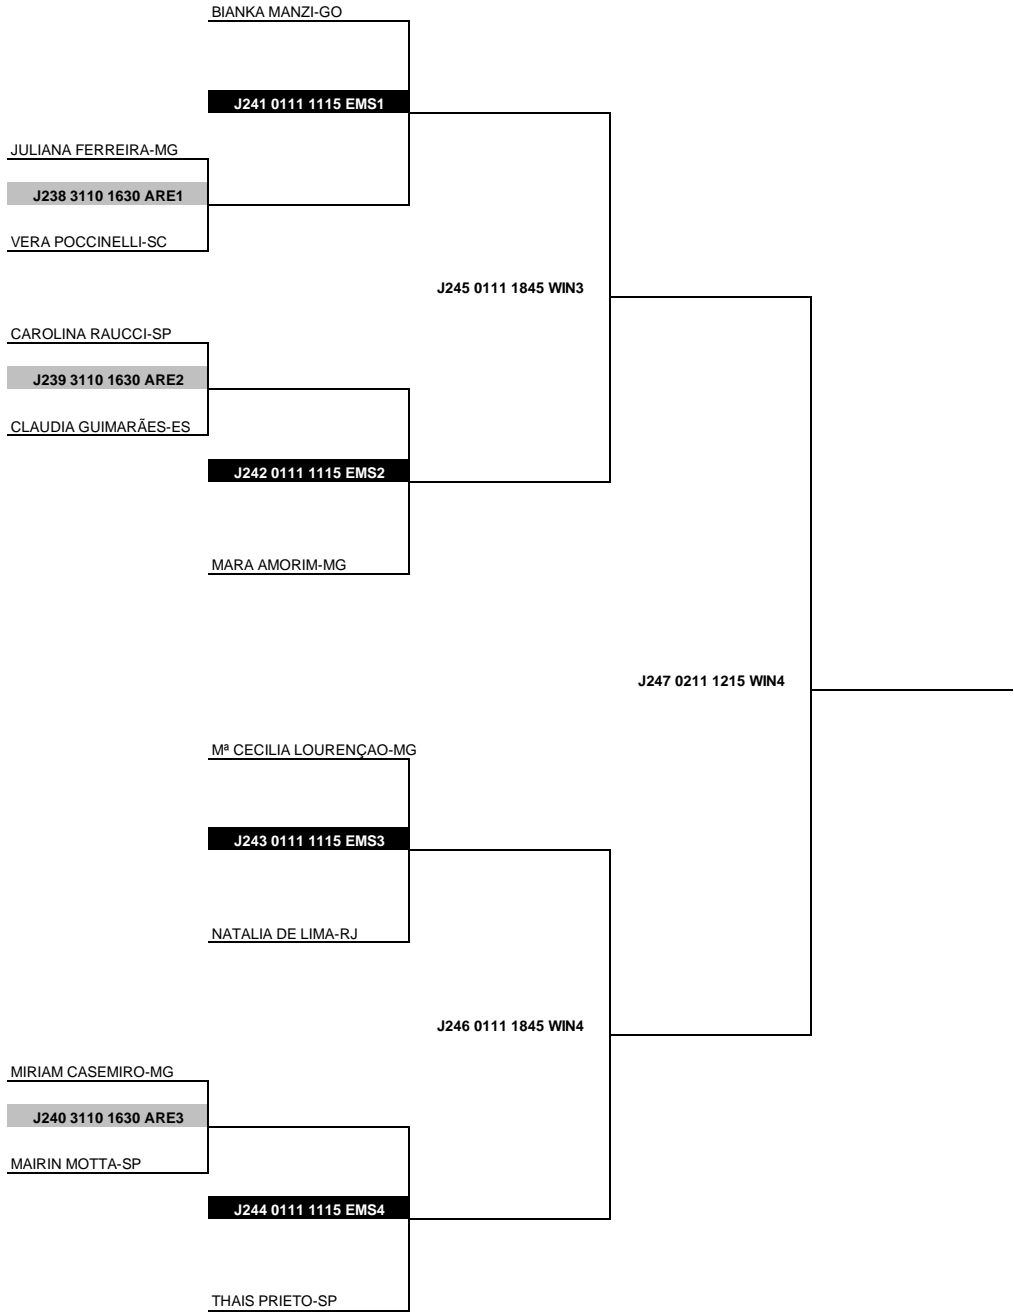 BIANKA MANZI-GO
J241 0111 1115 EMS1
JULIANA FERREIRA-MG
J238 3110 1630 ARE1
VERA POCCINELLI-SC
J245 0111 1845 WIN3
CAROLINA RAUCCI-SP
J239 3110 1630 ARE2
CLAUDIA GUIMARÃES-ES
J242 0111 1115 EMS2
MARA AMORIM-MG
J247 0211 1215 WIN4
Mª CECILIA LOURENÇAO-MG
J243 0111 1115 EMS3
NATALIA DE LIMA-RJ
J246 0111 1845 WIN4
MIRIAM CASEMIRO-MG
J240 3110 1630 ARE3
MAIRIN MOTTA-SP
J244 0111 1115 EMS4
THAIS PRIETO-SP